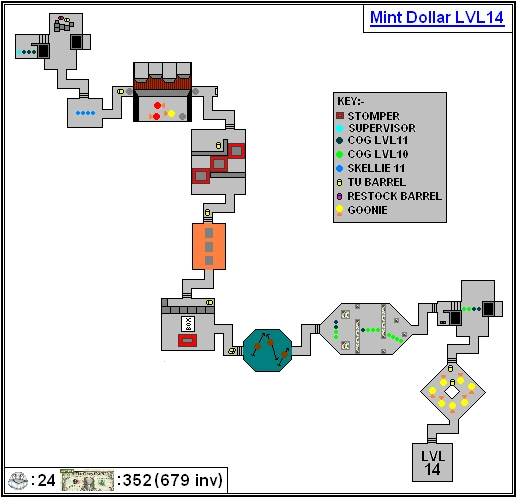 Mint Dollar LVL14
KEY:-
STOMPER
SUPERVISOR
COG LVL11
COG LVL10
SKELLIE 11
TU BARREL
RESTOCK BARREL
GOONIE
BOX
LVL
14
:24 :352(679 inv)